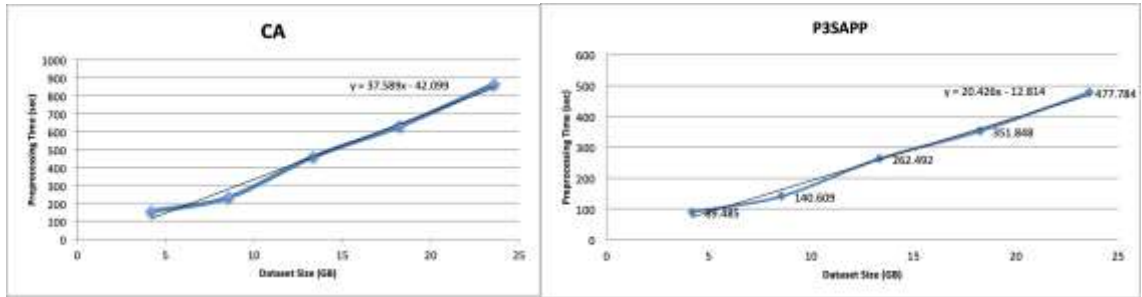 CA
Preprocessing Time (sec)
1000
900
800
700
600
500
400
300
200
100
0
y = 37.589x - 42.099
0 5 10 15 20 25
Dataset Size (GB)
P3SAPP
Preprocessing Time (sec)
600
500
400
300
200
100
0
y = 20.426x - 12.814
477.784
351.848
262.492
140.609
89.485
0 5 10 15 20 25
Dataset Size (GB)